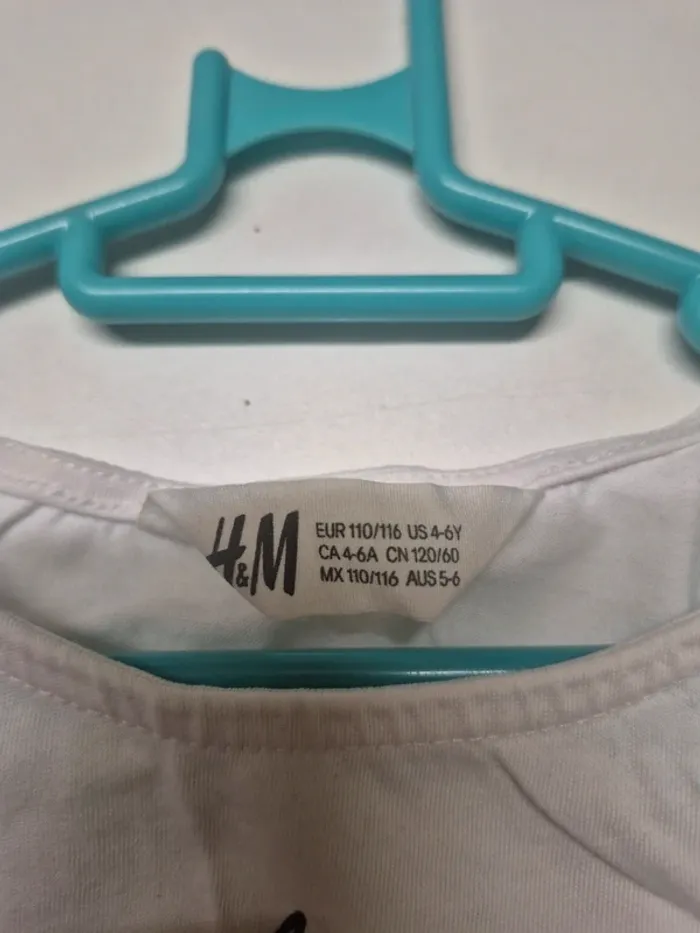 H&M
EUR 110/116 US 4-6Y
CA 4-6A CN 120/60
MX 110/116 AUS 5-6